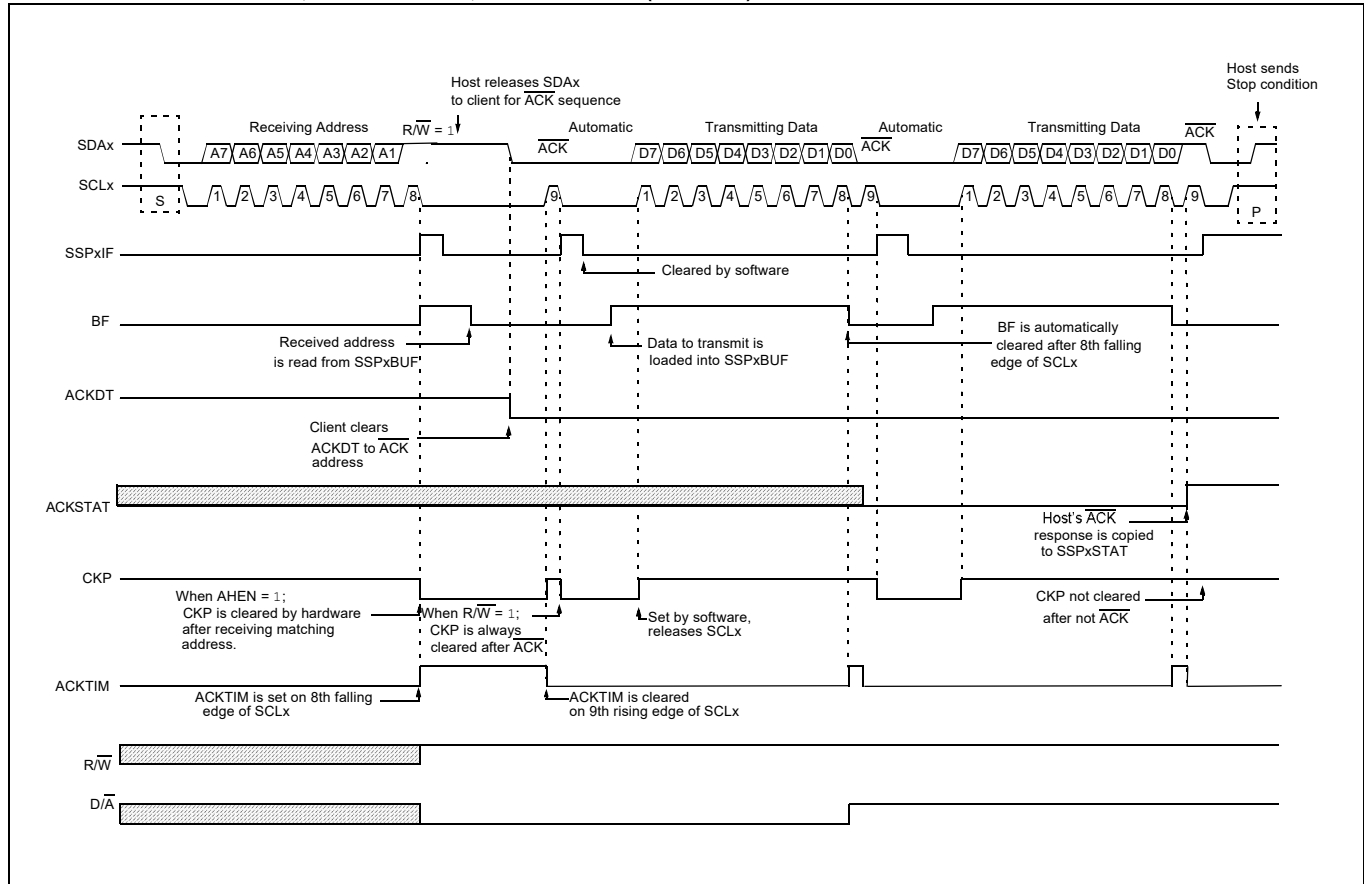 Host releases SDAx
to client for ACK sequence
Host sends
Stop condition
Receiving Address
R/W = 1
Automatic
Transmitting Data
Automatic
Transmitting Data
ACK
SDAx
A7 A6 A5 A4 A3 A2 A1
ACK
D7 D6 D5 D4 D3 D2 D1 D0
ACK
D7 D6 D5 D4 D3 D2 D1 D0
SCLx
S
1 2 3 4 5 6 7 8
9
1 2 3 4 5 6 7 8 9
1 2 3 4 5 6 7 8 9
P
SSPxIF
Cleared by software
BF
Received address
is read from SSPxBUF
Data to transmit is
loaded into SSPxBUF
BF is automatically
cleared after 8th falling
edge of SCLx
ACKDT
Client clears
ACKDT to ACK
address
ACKSTAT
Host's ACK
response is copied
to SSPxSTAT
CKP
When AHEN = 1;
CKP is cleared by hardware
after receiving matching
address.
When R/W = 1;
CKP is always
cleared after ACK
Set by software,
releases SCLx
CKP not cleared
after not ACK
ACKTIM
ACKTIM is set on 8th falling
edge of SCLx
ACKTIM is cleared
on 9th rising edge of SCLx
R/W
D/A